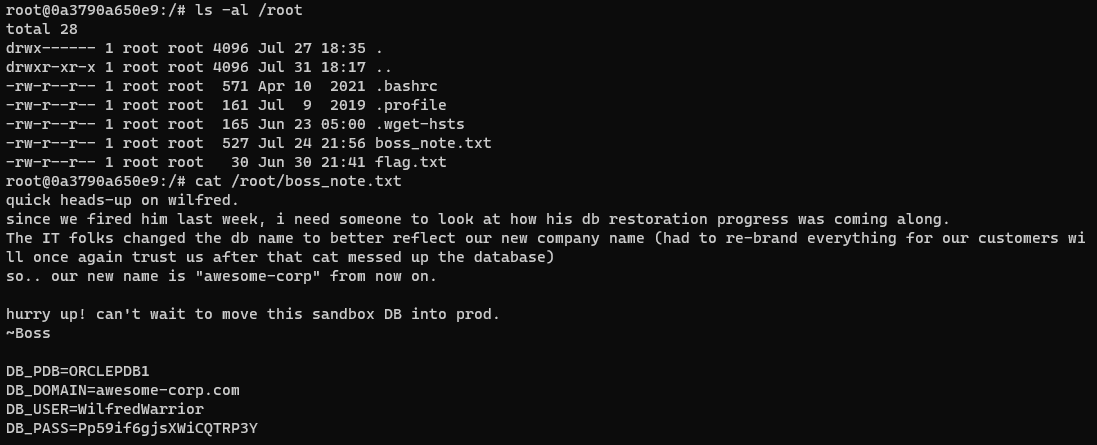 root@0a3790a650e9:/# ls -al /root
total 28
drwx------ 1 root root 4096 Jul 27 18:35 .
drwxr-xr-x 1 root root 4096 Jul 31 18:17 ..
-rw-r--r-- 1 root root  571 Apr 10  2021 .bashrc
-rw-r--r-- 1 root root  161 Jul  9  2019 .profile
-rw-r--r-- 1 root root  165 Jun 23 05:00 .wget-hsts
-rw-r--r-- 1 root root  527 Jul 24 21:56 boss_note.txt
-rw-r--r-- 1 root root   30 Jun 30 21:41 flag.txt
root@0a3790a650e9:/# cat /root/boss_note.txt
quick heads-up on wilfred.
since we fired him last week, i need someone to look at how his db restoration progress was coming along.
The IT folks changed the db name to better reflect our new company name (had to re-brand everything for our customers wi
ll once again trust us after that cat messed up the database)
so.. our new name is "awesome-corp" from now on.

hurry up! can't wait to move this sandbox DB into prod.
~Boss

DB_PDB=ORCLEPDB1
DB_DOMAIN=awesome-corp.com
DB_USER=WilfredWarrior
DB_PASS=Pp59if6gjsXWiCQTRP3Y